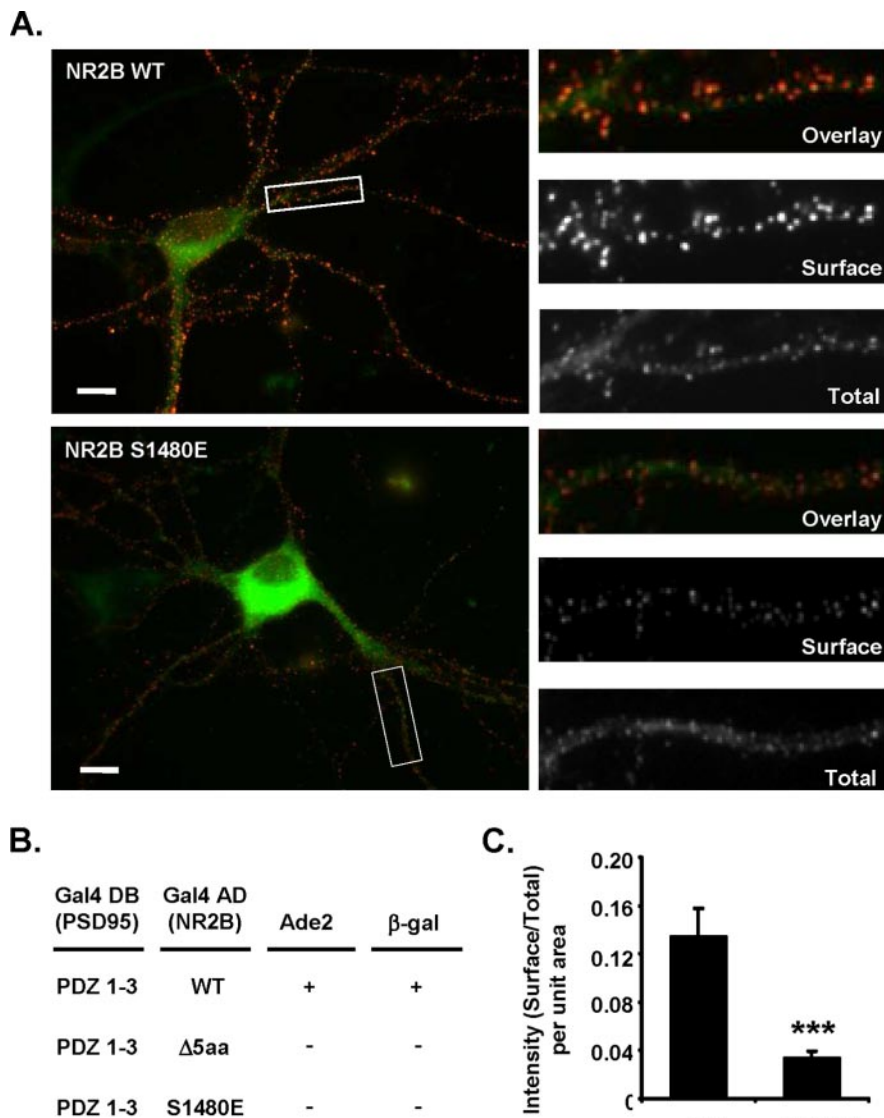 A.
NR2B WT
Overlay
Surface
Total
NR2B S1480E
Overlay
Surface
Total
B.
Gal4 DB (PSD95) Gal4 AD (NR2B) Ade2 β-gal
PDZ 1-3 WT + +
PDZ 1-3 Δ5aa - -
PDZ 1-3 S1480E - -
C.
Intensity (Surface/Total)
per unit area
0.20
0.16
0.12
0.08
0.04
0
***